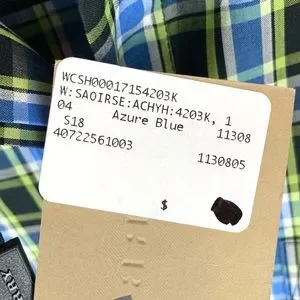 WCSH00017154203K
W:SAOIRSE:ACHYH:4203K, 1
04 Azure Blue 11308
S18
40722561003 1130805
$